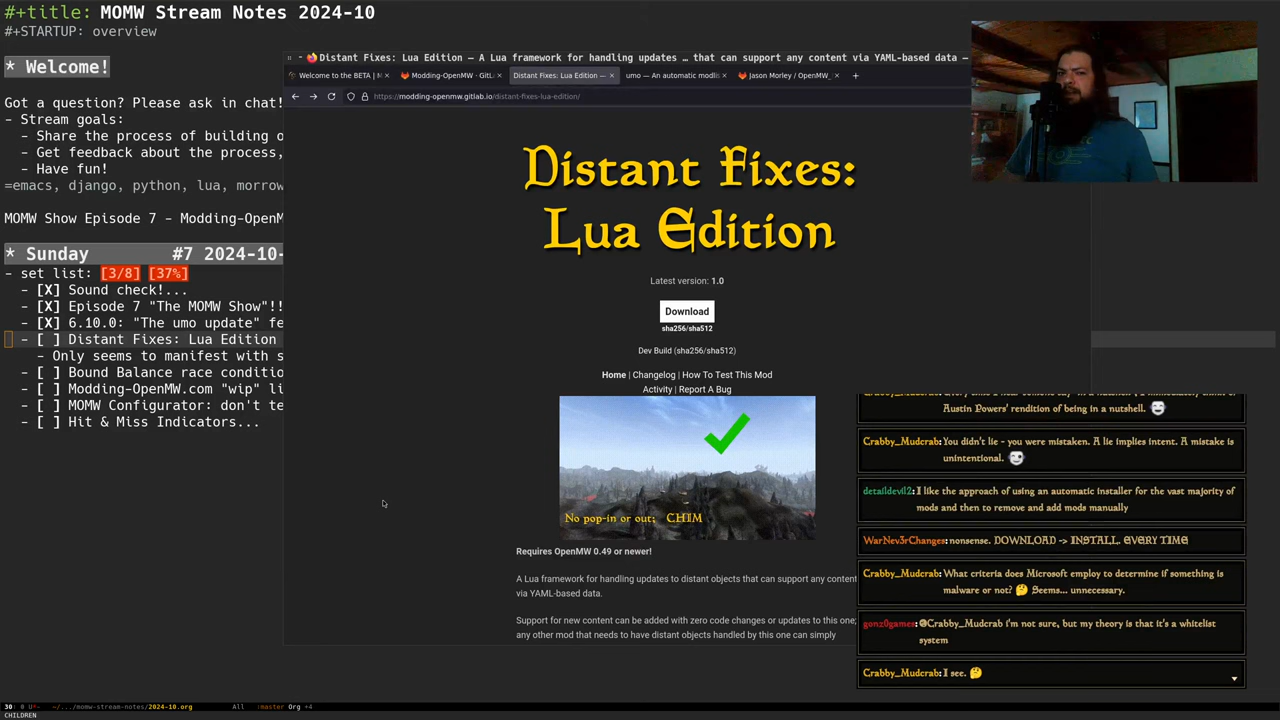 #+title: MOMW Stream Notes 2024-10
#+STARTUP: overview
* Welcome!
Got a question? Please ask in chat!
- Stream goals:
- Share the process of building
- Get feedback about the process,
- Have fun!
=emacs, django, python, lua,
MOMW Show Episode 7 -
* Sunday #7 2024-10-
- set list: [3/8] [37%]
- [X] Sound check!...
- [X] Episode 7 "The MOMW Show"!!
- [X] 6.10.0: "The umo update"
- [ ] Distant Fixes: Lua Edition
- Only seems to manifest with
- [ ] Bound Balance race
- [ ] Modding-OpenMW.com "wip"
- [ ] MOMW Configurator: don't
- [ ] Hit & Miss Indicators...
30: 0 ~/.../momw-stream-notes/2024-10.org All :master Org +4
CHILDREN
Distant Fixes: Lua Edition — A Lua framework for handling updates … that can support any content via YAML-based data —
Welcome to the BETA | M × Modding-OpenMW · GitL × Distant Fixes: Lua Edition — × umo — An automatic modlis × Jason Morley / OpenMW_ × +
https://modding-openmw.gitlab.io/distant-fixes-lua-edition/
Distant Fixes:
Lua Edition
Latest version: 1.0
Download
sha256/sha512
Dev Build (sha256/sha512)
Home | Changelog | How To Test This Mod
Activity | Report A Bug
No pop-in or out; CHIM
Requires OpenMW 0.49 or newer!
A Lua framework for handling updates to distant objects that can support any content
via YAML-based data.
Support for new content can be added with zero code changes or updates to this one;
any other mod that needs to have distant objects handled by this one can simply
Austin Powers' rendition of being in a nutshell.
Crabby_Mudcrab: You didn't lie - you were mistaken. A lie implies intent. A mistake is
unintentional.
detaildevil2: I like the approach of using an automatic installer for the vast majority of
mods and then to remove and add mods manually
WarNev3rChanges: nonsense. DOWNLOAD -> INSTALL. EVERY TIME
Crabby_Mudcrab: What criteria does Microsoft employ to determine if something is
malware or not? 🤔 Seems... unnecessary.
gonz0games: @Crabby_Mudcrab i'm not sure, but my theory is that it's a whitelist
system
Crabby_Mudcrab: I see. 🤔